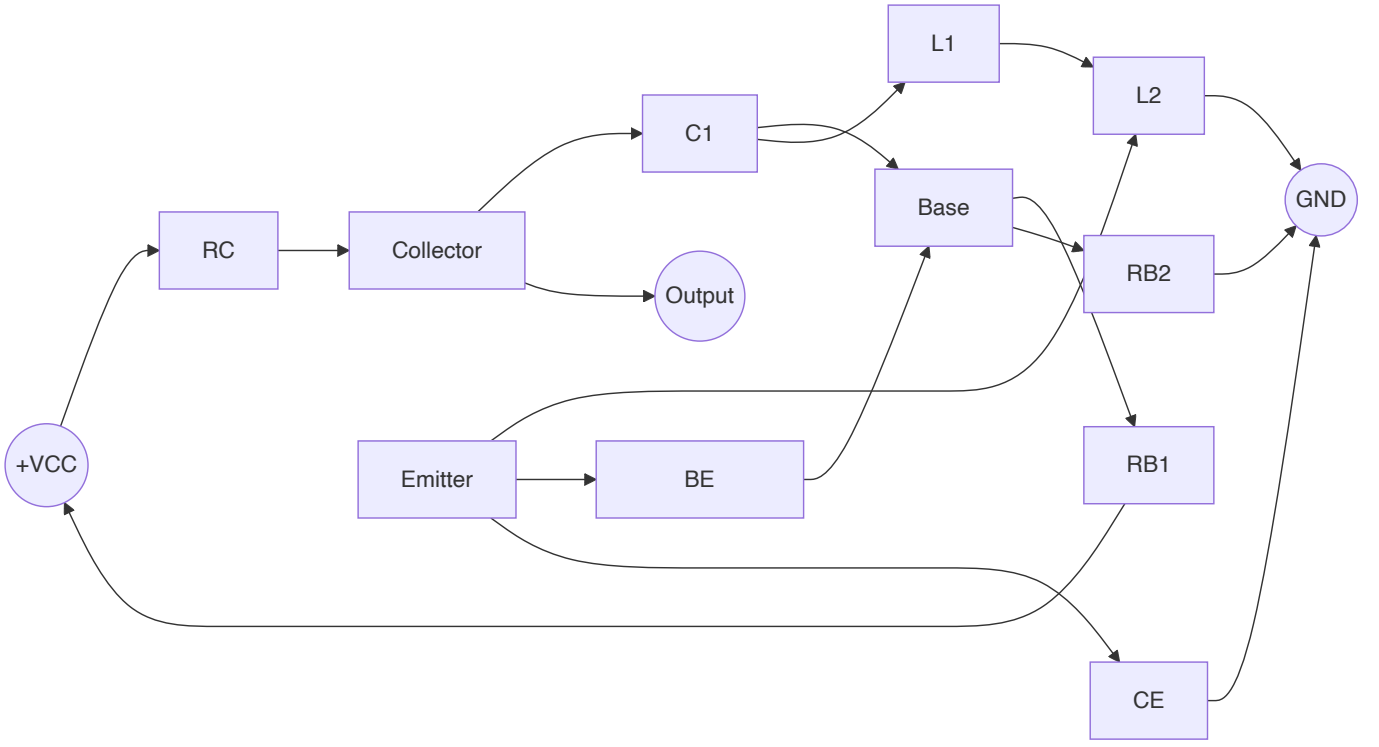 L1
L2
C1
Base
GND
RC
Collector
RB2
Output
+VCC
Emitter
BE
RB1
CE